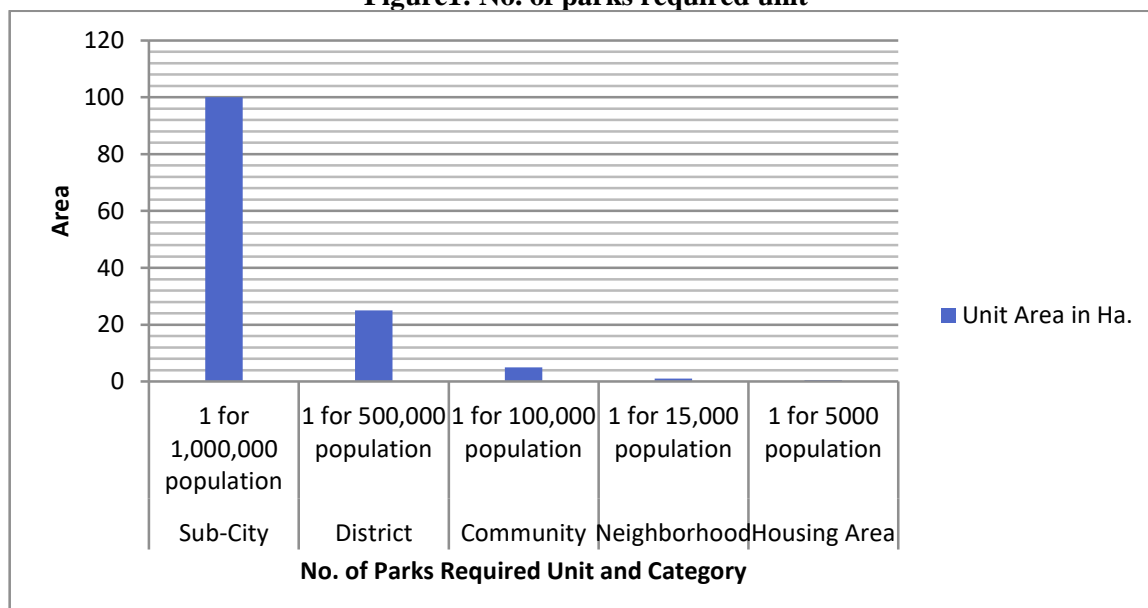 Figure1: No. of parks required unit
120
100
80
60
40
20
0
Area
1 for 1,000,000 population
1 for 500,000 population
1 for 100,000 population
1 for 15,000 population
1 for 5000 population
Sub-City
District
Community
Neighborhood
Housing Area
No. of Parks Required Unit and Category
Unit Area in Ha.